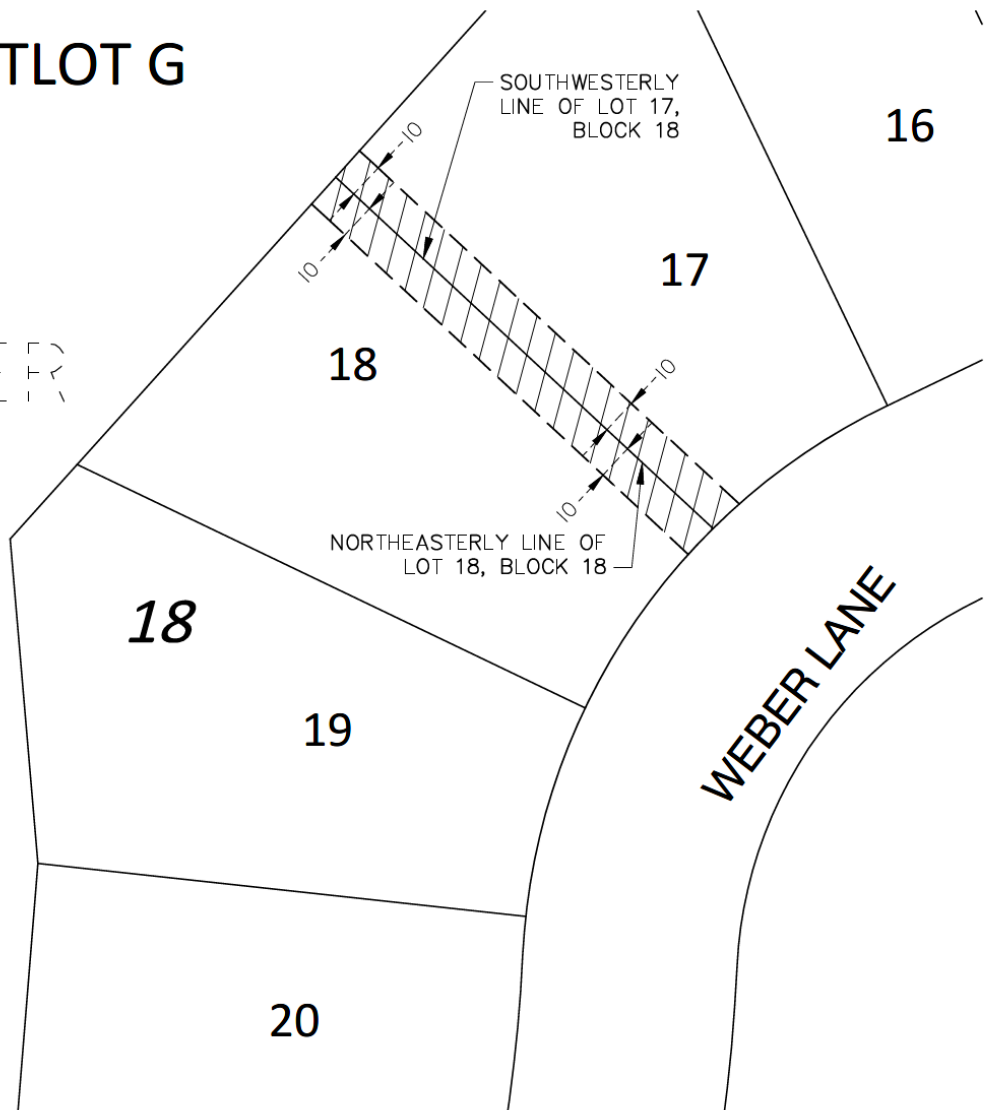 TLOT G
SOUTHWESTERLY
LINE OF LOT 17,
BLOCK 18
16
10
17
10
18
ER
10
10
NORTHEASTERLY LINE OF
LOT 18, BLOCK 18
18
WEBER LANE
19
20